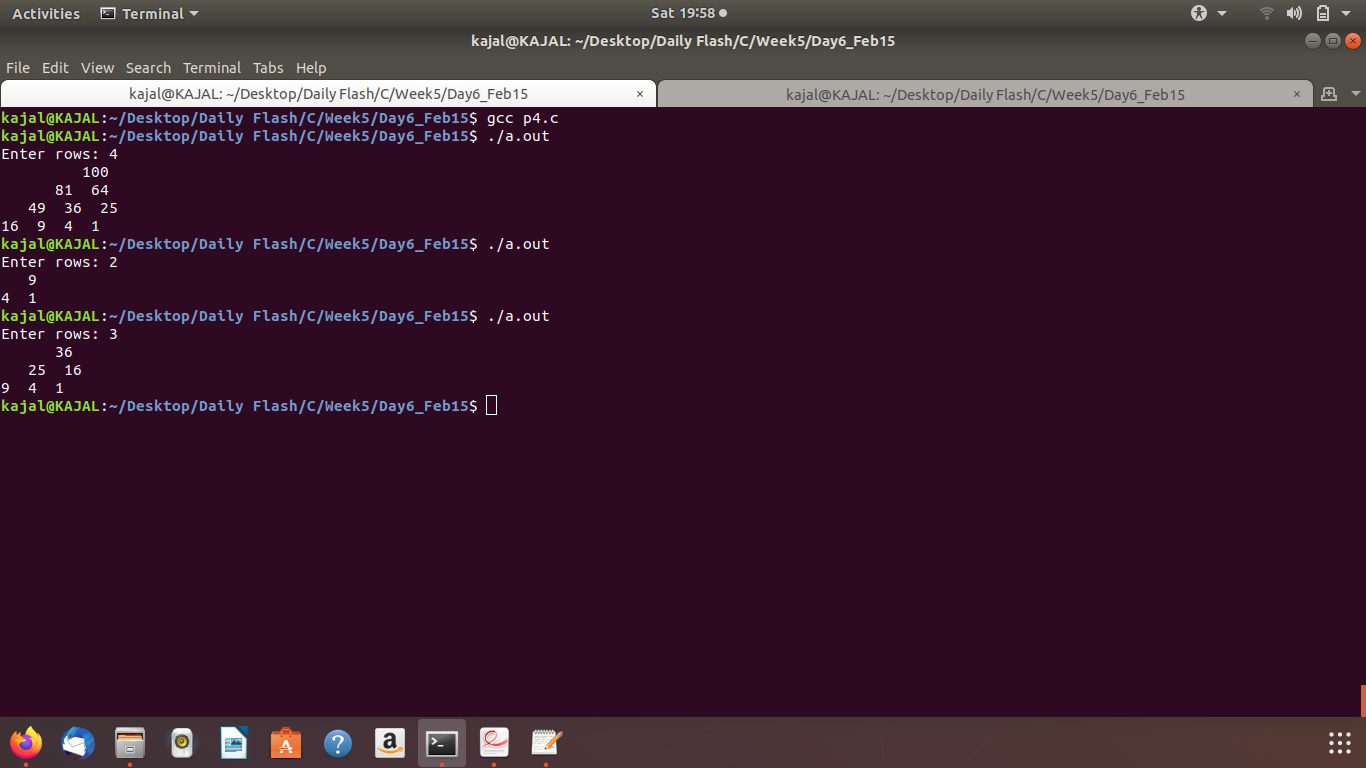 Activities Terminal Sat 19:58
kajal@KAJAL: ~/Desktop/Daily Flash/C/Week5/Day6_Feb15
File Edit View Search Terminal Tabs Help
kajal@KAJAL: ~/Desktop/Daily Flash/C/Week5/Day6_Feb15 × kajal@KAJAL: ~/Desktop/Daily Flash/C/Week5/Day6_Feb15 ×
kajal@KAJAL:~/Desktop/Daily Flash/C/Week5/Day6_Feb15$ gcc p4.c
kajal@KAJAL:~/Desktop/Daily Flash/C/Week5/Day6_Feb15$ ./a.out
Enter rows: 4
         100
      81  64
   49  36  25
16  9  4  1
kajal@KAJAL:~/Desktop/Daily Flash/C/Week5/Day6_Feb15$ ./a.out
Enter rows: 2
   9
4  1
kajal@KAJAL:~/Desktop/Daily Flash/C/Week5/Day6_Feb15$ ./a.out
Enter rows: 3
      36
   25  16
9  4  1
kajal@KAJAL:~/Desktop/Daily Flash/C/Week5/Day6_Feb15$